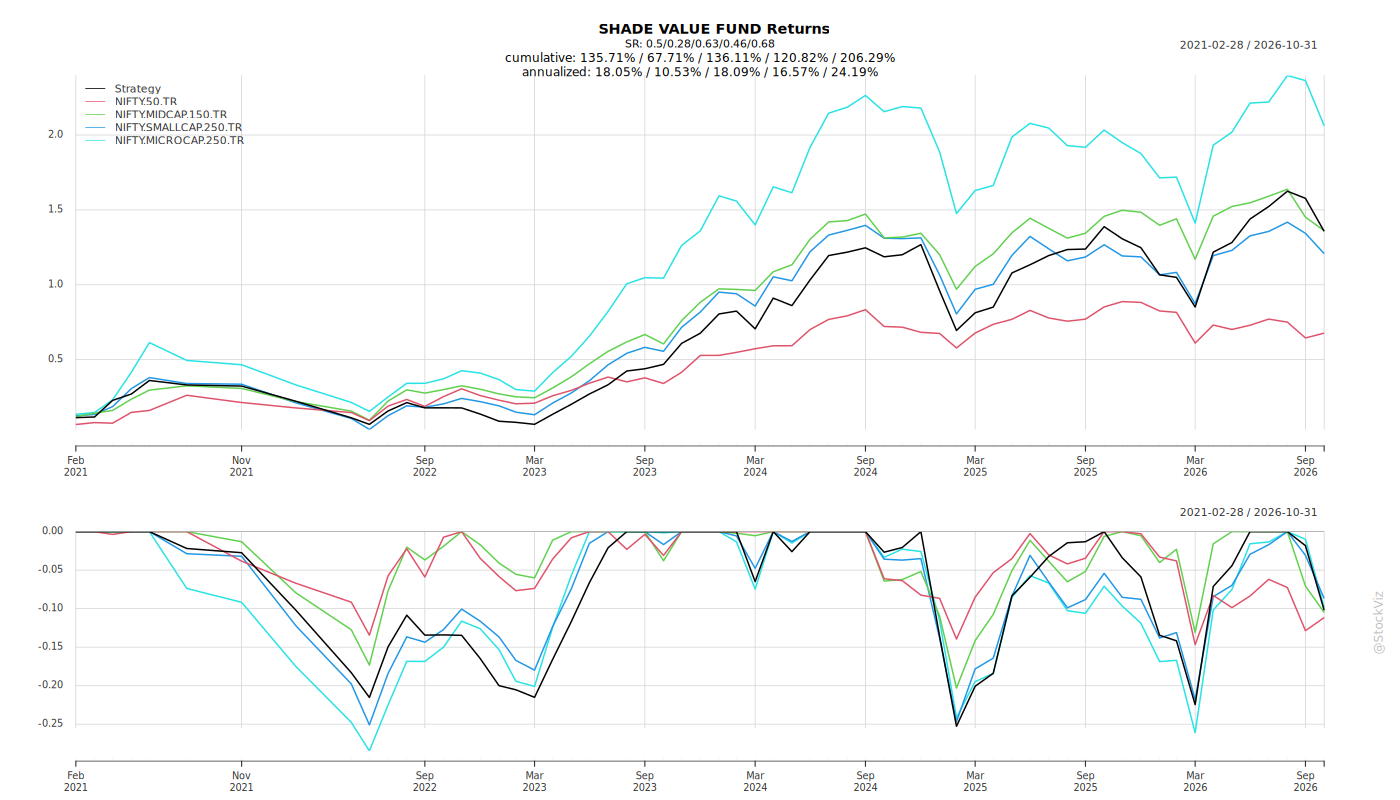 SHADE VALUE FUND Returns
SR: 0.5/0.28/0.63/0.46/0.68
cumulative: 135.71% / 67.71% / 136.11% / 120.82% / 206.29%
annualized: 18.05% / 10.53% / 18.09% / 16.57% / 24.19%
2021-02-28 / 2026-10-31
Strategy
NIFTY.50.TR
NIFTY.MIDCAP.150.TR
NIFTY.SMALLCAP.250.TR
NIFTY.MICROCAP.250.TR
2.0
1.5
1.0
0.5
Feb Nov Sep Mar Sep Mar Sep Mar Sep Mar Sep
2021 2021 2022 2023 2023 2024 2024 2025 2025 2026 2026
2021-02-28 / 2026-10-31
0.00
-0.05
-0.10
-0.15
-0.20
-0.25
Feb Nov Sep Mar Sep Mar Sep Mar Sep Mar Sep
2021 2021 2022 2023 2023 2024 2024 2025 2025 2026 2026
@StockViz